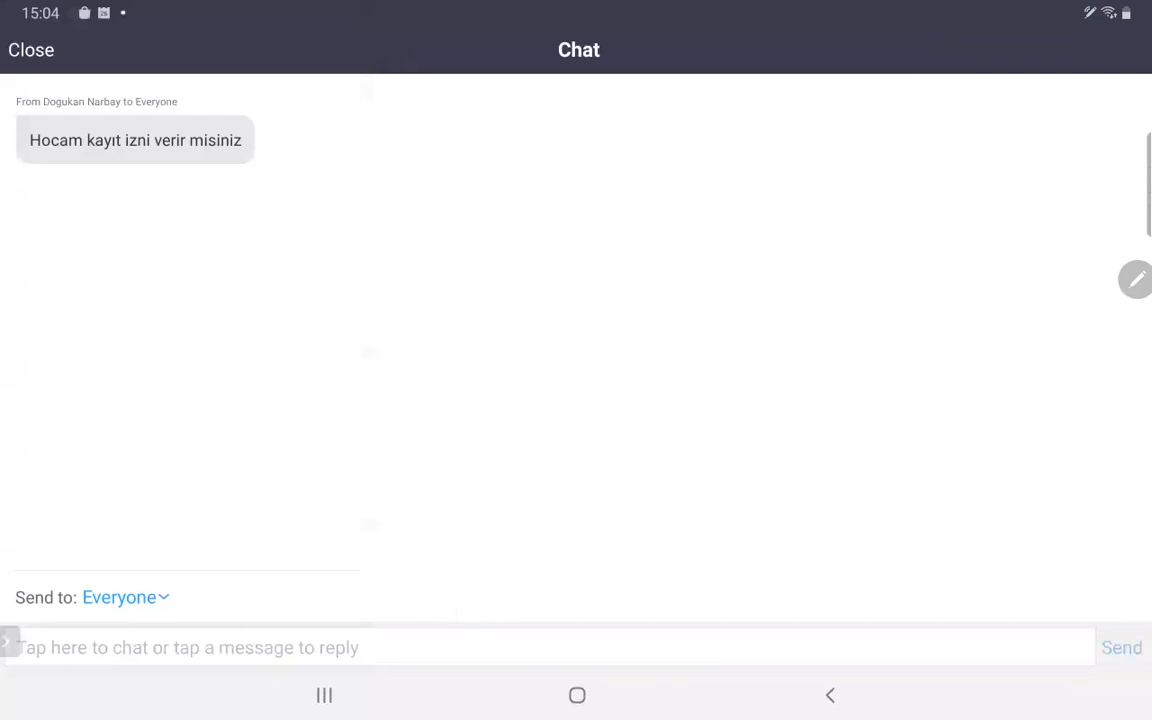 15:04
Close
Chat
From Dogukan Narbay to Everyone
Hocam kayıt izni verir misiniz
Send to: Everyone
Tap here to chat or tap a message to reply
Send